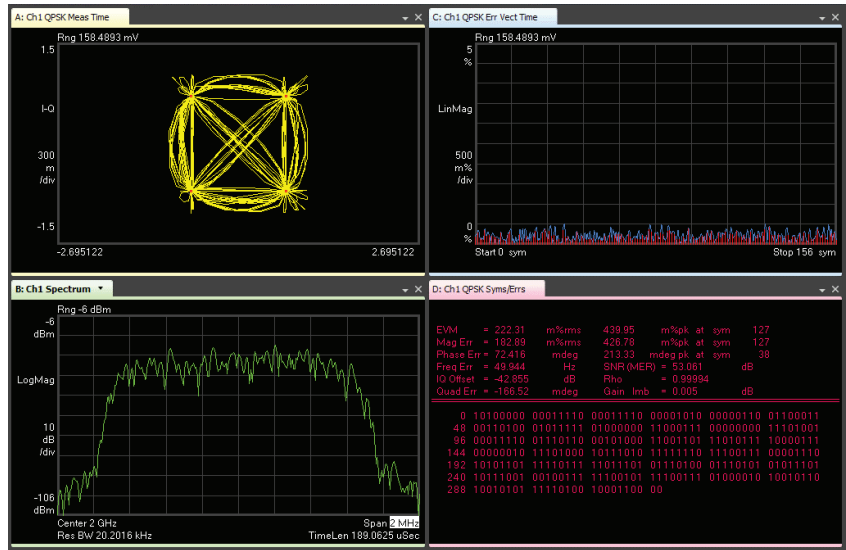 A: Ch1 QPSK Meas Time
Rng 158.4893 mV
1.5
I-Q
300
m
/div
-1.5
-2.695122 2.695122
C: Ch1 QPSK Err Vect Time
Rng 158.4893 mV
5
%
LinMag
500
m%
/div
0
%
Start 0 sym Stop 156 sym
B: Ch1 Spectrum
Rng -6 dBm
-6
dBm
LogMag
10
dB
/div
-106
dBm
Center 2 GHz Span 2 MHz
Res BW 20.2016 kHz TimeLen 189.0625 uSec
D: Ch1 QPSK Syms/Errs
EVM = 222.31 m%rms 439.95 m%pk at sym 127
Mag Err = 182.89 m%rms 426.78 m%pk at sym 127
Phase Err = 72.416 mdeg 213.33 mdeg pk at sym 38
Freq Err = 49.944 Hz SNR(MER) = 53.061 dB
IQ Offset = -42.855 dB Rho = 0.99994
Quad Err = -166.52 mdeg Gain Imb = 0.005 dB
0 10100000 00011110 00011110 00001010 00000110 01100011
48 00110100 01011111 01000000 11000111 00000000 11101001
96 00011110 01110110 00101000 11001101 11010111 10000111
144 00000010 11101000 10111010 11111110 11100111 00001110
192 10101101 11110111 11011101 01110100 01110101 01011101
240 10111001 00100111 11100101 11100111 01000010 10010110
288 10010101 11110100 10001100 00